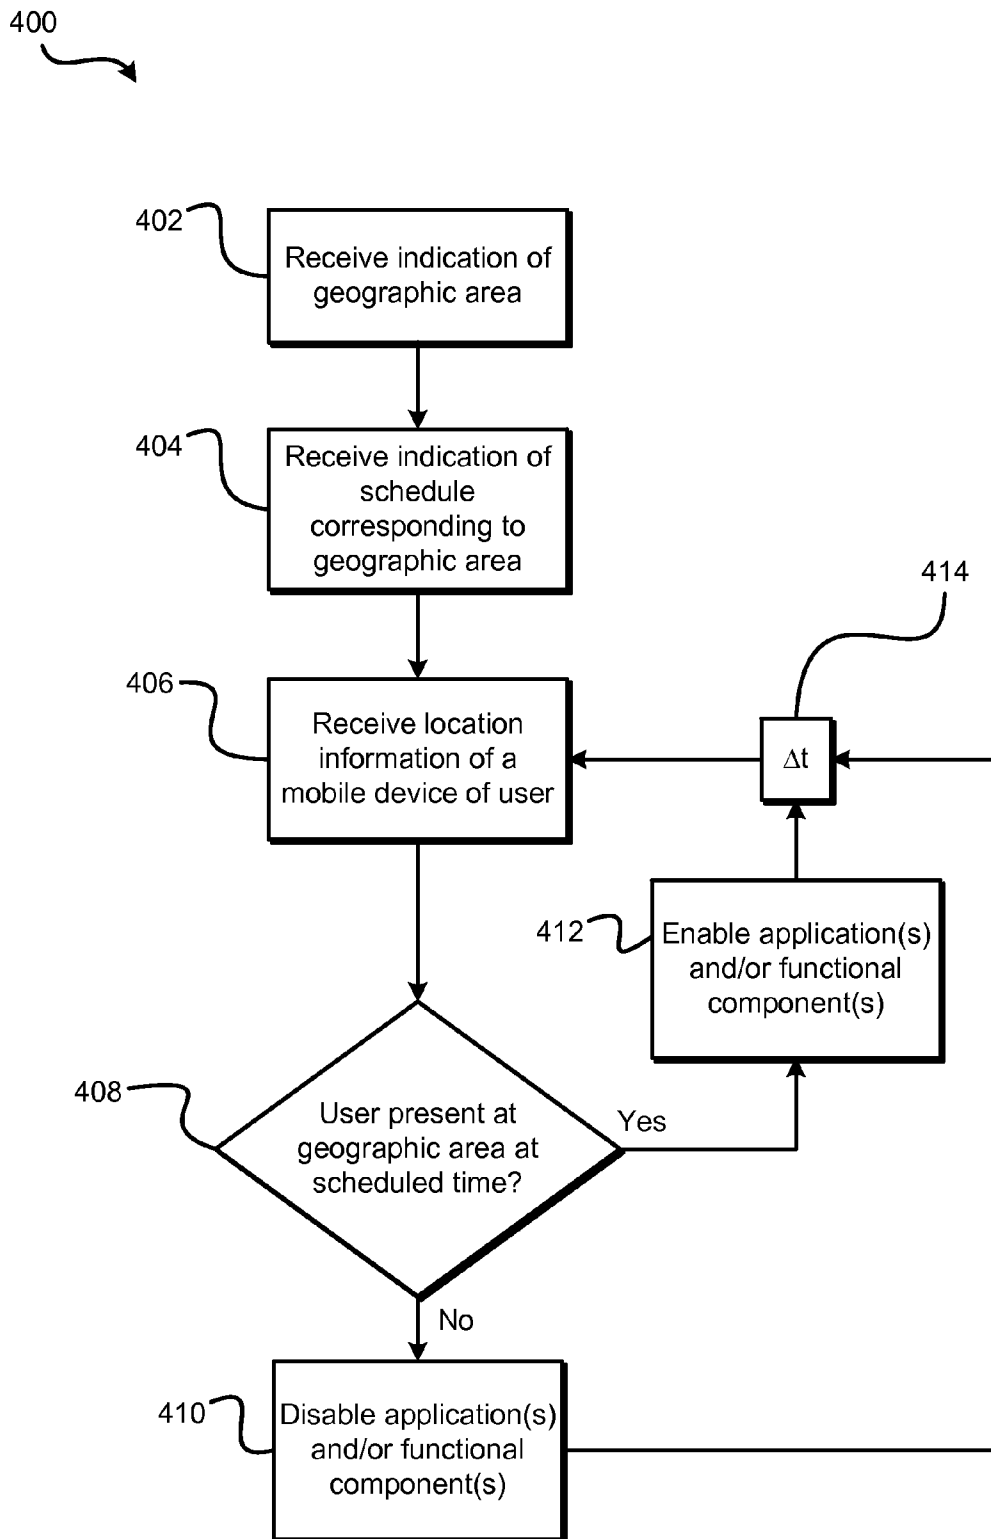 400
402
Receive indication of
geographic area
404
Receive indication of
schedule
corresponding to
geographic area
414
406
Receive location
information of a
mobile device of user
Δt
412
Enable application(s)
and/or functional
component(s)
408
User present at
geographic area at
scheduled time?
Yes
No
410
Disable application(s)
and/or functional
component(s)